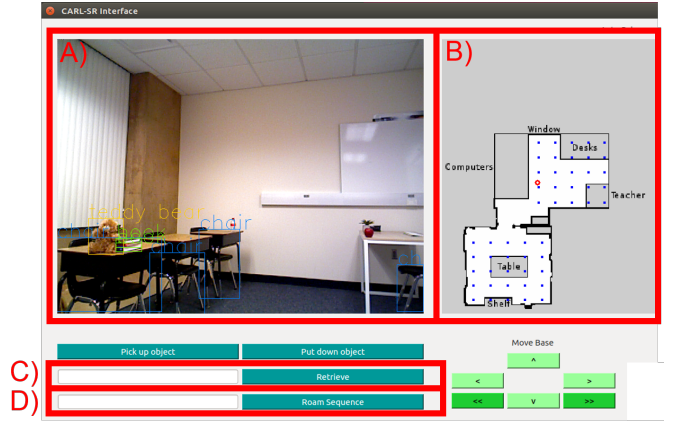 CARL-SR Interface
A)
B)
Window
Desks
Computers
Teacher
teddy bear
chair
book
chair
Table
Shelf
Move Base
Pick up object
Put down object
^
C)
Retrieve
<
>
D)
Roam Sequence
<<
v
>>